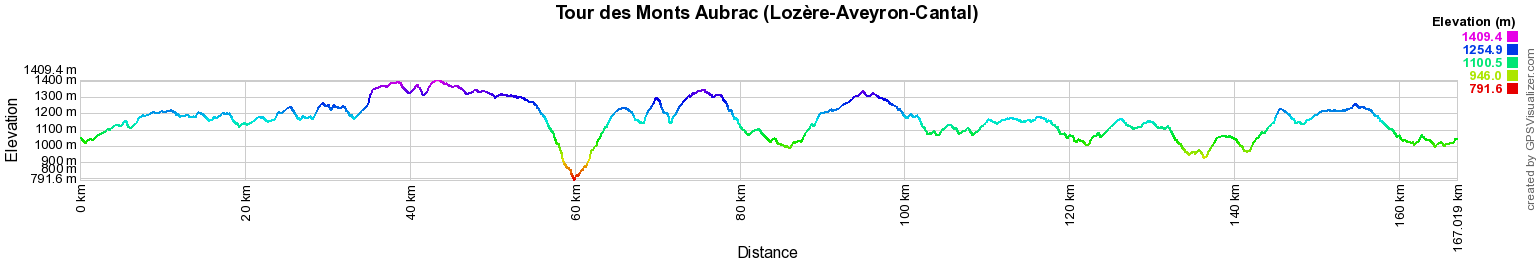 Tour des Monts Aubrac (Lozère-Aveyron-Cantal)
Elevation (m)
1409.4
1254.9
1100.5
946.0
791.6
1409.4 m
1400 m
1300 m
1200 m
1100 m
1000 m
900 m
800 m
791.6 m
Elevation
0 km
20 km
40 km
60 km
80 km
100 km
120 km
140 km
160 km
167.019 km
Distance
created by GPSVisualizer.com